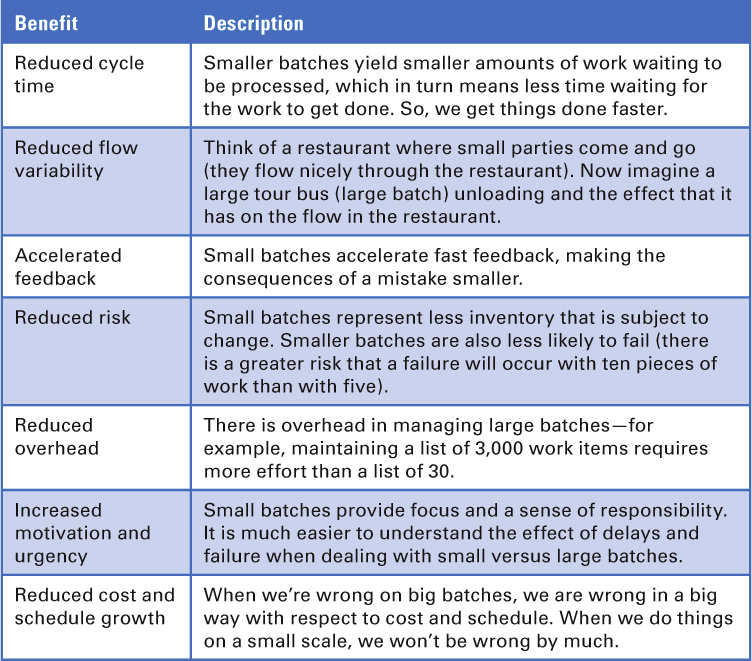 Benefit Description
Reduced cycle time
Smaller batches yield smaller amounts of work waiting to
be processed, which in turn means less time waiting for
the work to get done. So, we get things done faster.
Reduced flow
variability
Think of a restaurant where small parties come and go
(they flow nicely through the restaurant). Now imagine a
large tour bus (large batch) unloading and the effect that it
has on the flow in the restaurant.
Accelerated
feedback
Small batches accelerate fast feedback, making the
consequences of a mistake smaller.
Reduced risk
Small batches represent less inventory that is subject to
change. Smaller batches are also less likely to fail (there
is a greater risk that a failure will occur with ten pieces of
work than with five).
Reduced
overhead
There is overhead in managing large batches—for
example, maintaining a list of 3,000 work items requires
more effort than a list of 30.
Increased
motivation and
urgency
Small batches provide focus and a sense of responsibility.
It is much easier to understand the effect of delays and
failure when dealing with small versus large batches.
Reduced cost and
schedule growth
When we’re wrong on big batches, we are wrong in a big
way with respect to cost and schedule. When we do things
on a small scale, we won’t be wrong by much.